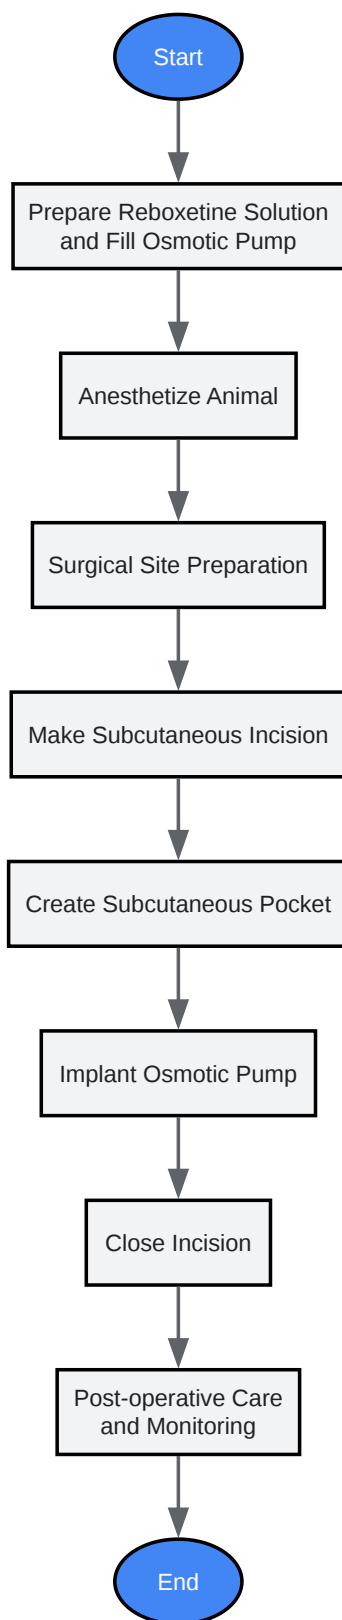 Start
Prepare Reboxetine Solution
and Fill Osmotic Pump
Anesthetize Animal
Surgical Site Preparation
Make Subcutaneous Incision
Create Subcutaneous Pocket
Implant Osmotic Pump
Close Incision
Post-operative Care
and Monitoring
End